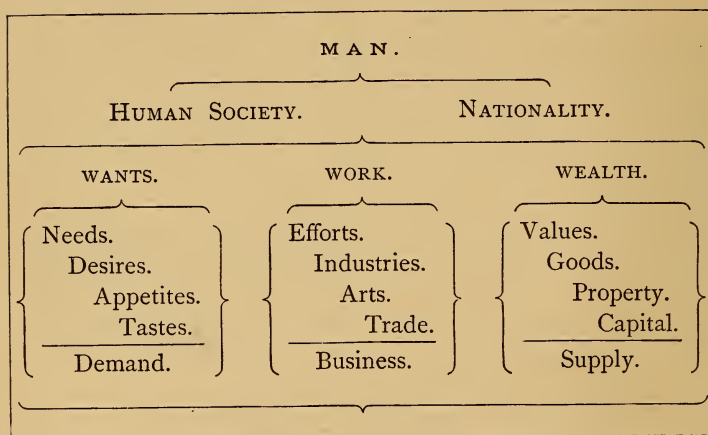 MAN.
HUMAN SOCIETY. NATIONALITY.
WANTS. WORK. WEALTH.
Needs. Efforts. Values.
Desires. Industries. Goods.
Appetites. Arts. Property.
Tastes. Trade. Capital.
Demand. Business. Supply.